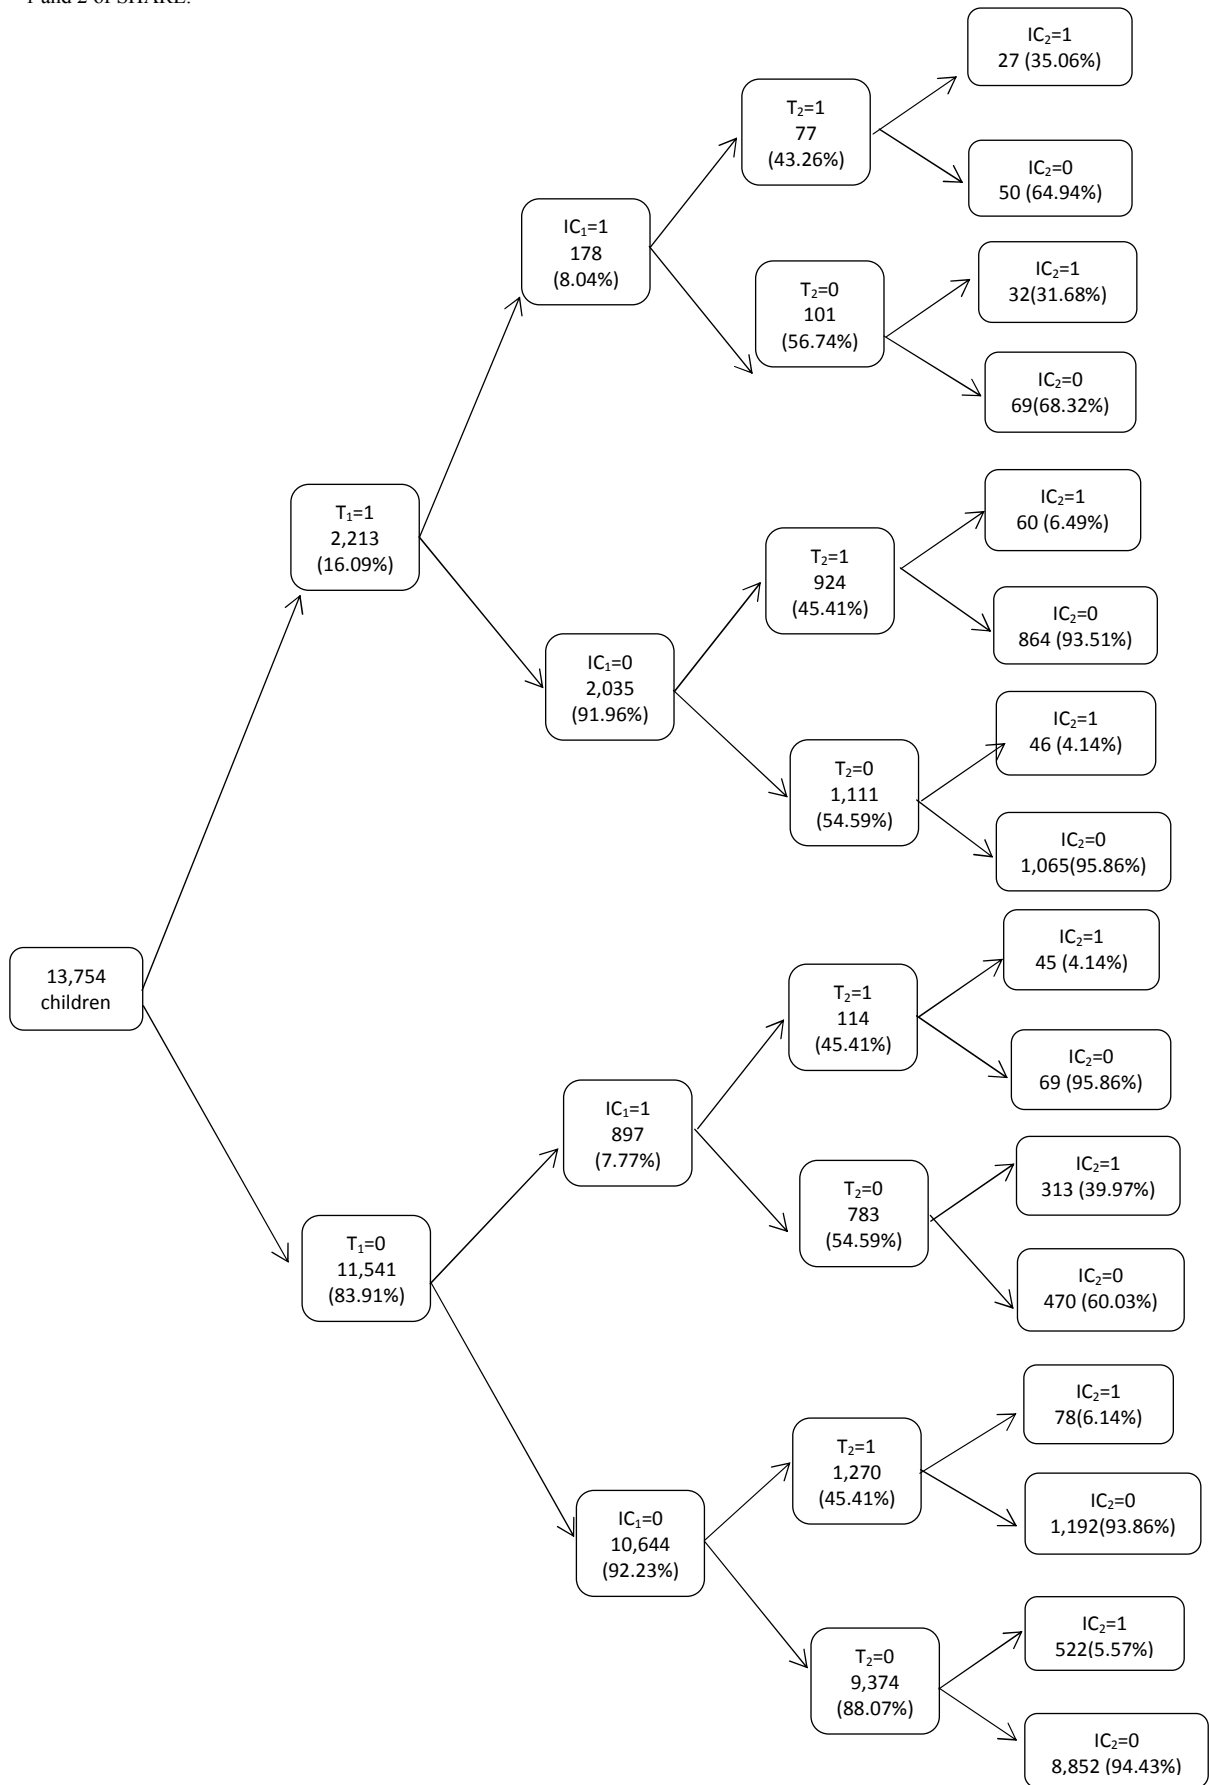 1 and 2 of SHARE.
IC₂=1
27 (35.06%)
T₂=1
77
(43.26%)
IC₂=0
50 (64.94%)
IC₁=1
178
(8.04%)
IC₂=1
32(31.68%)
T₂=0
101
(56.74%)
IC₂=0
69(68.32%)
T₁=1
2,213
(16.09%)
IC₂=1
60 (6.49%)
T₂=1
924
(45.41%)
IC₂=0
864 (93.51%)
IC₁=0
2,035
(91.96%)
IC₂=1
46 (4.14%)
T₂=0
1,111
(54.59%)
IC₂=0
1,065(95.86%)
13,754
children
IC₂=1
45 (4.14%)
T₂=1
114
(45.41%)
IC₂=0
69 (95.86%)
IC₁=1
897
(7.77%)
IC₂=1
313 (39.97%)
T₂=0
783
(54.59%)
IC₂=0
470 (60.03%)
T₁=0
11,541
(83.91%)
IC₂=1
78(6.14%)
T₂=1
1,270
(45.41%)
IC₂=0
1,192(93.86%)
IC₁=0
10,644
(92.23%)
IC₂=1
522(5.57%)
T₂=0
9,374
(88.07%)
IC₂=0
8,852 (94.43%)